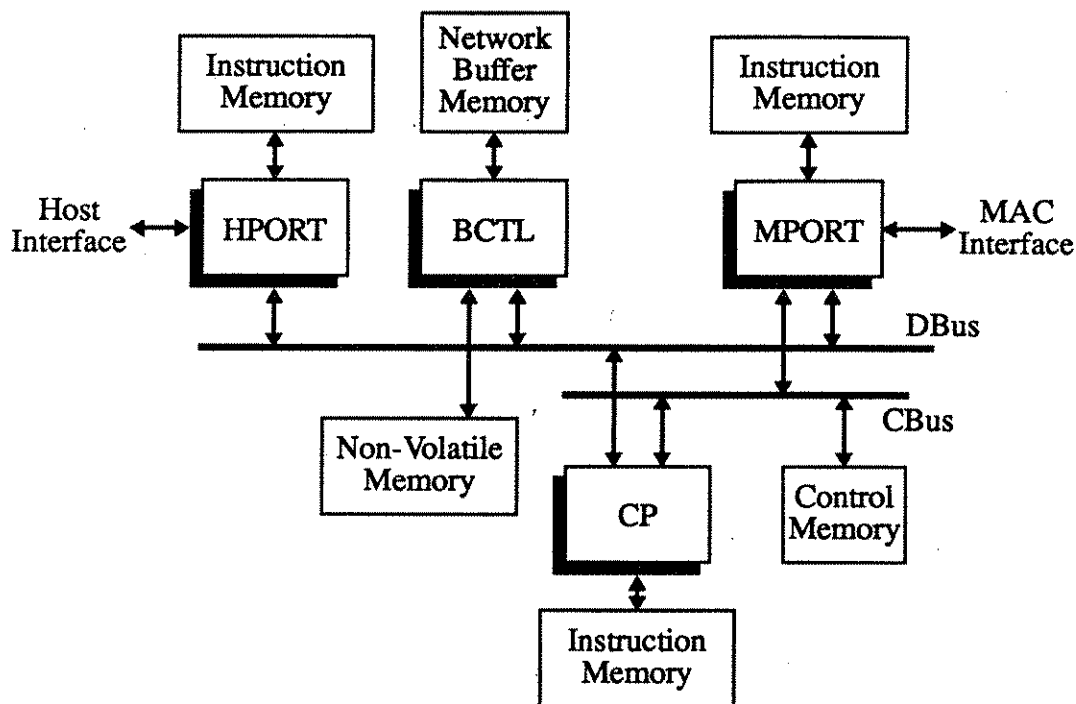 Instruction
Memory
Network
Buffer
Memory
Instruction
Memory
Host
Interface
HPORT
BCTL
MPORT
MAC
Interface
DBus
CBus
Non-Volatile
Memory
CP
Control
Memory
Instruction
Memory